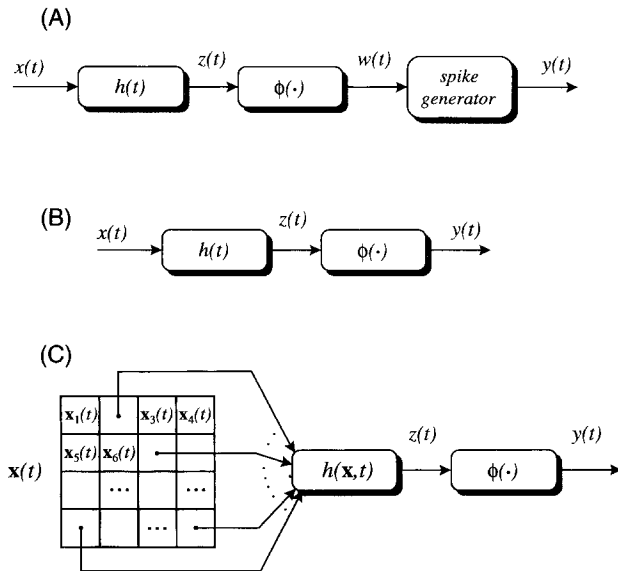 (A)
x(t) h(t) z(t) ϕ(·) w(t) spike generator y(t)
(B)
x(t) h(t) z(t) ϕ(·) y(t)
(C)
x(t)
x₁(t) x₃(t) x₄(t)
x₅(t) x₆(t)
... ...
...
h(x,t) z(t) ϕ(·) y(t)